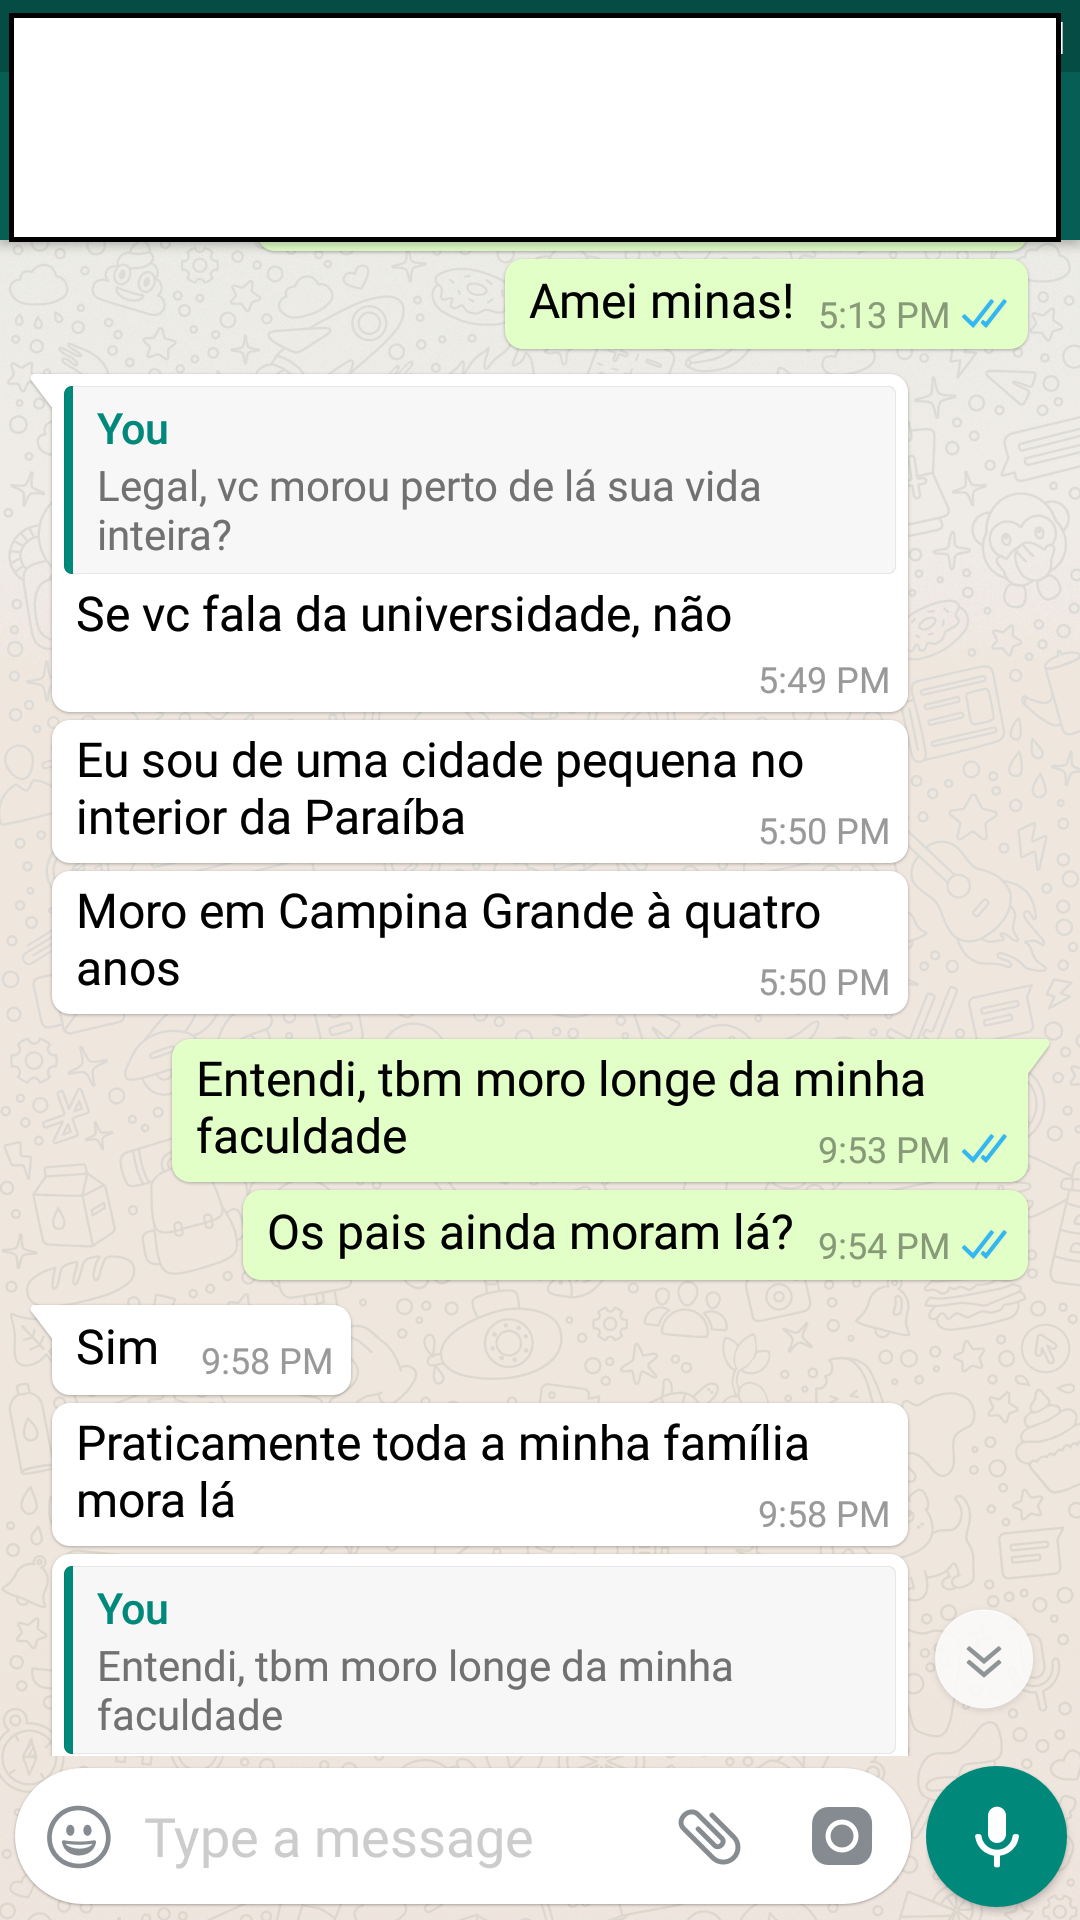 Amei minas! 5:13 PM
You
Legal, vc morou perto de lá sua vida
inteira?
Se vc fala da universidade, não
5:49 PM
Eu sou de uma cidade pequena no
interior da Paraíba 5:50 PM
Moro em Campina Grande à quatro
anos 5:50 PM
Entendi, tbm moro longe da minha
faculdade 9:53 PM
Os pais ainda moram lá? 9:54 PM
Sim 9:58 PM
Praticamente toda a minha família
mora lá 9:58 PM
You
Entendi, tbm moro longe da minha
faculdade
Type a message